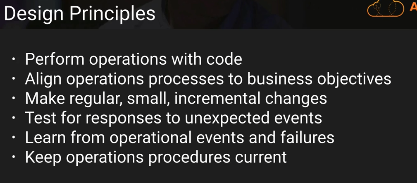 Design Principles
· Perform operations with code
· Align operations processes to business objectives
· Make regular, small, incremental changes
· Test for responses to unexpected events
· Learn from operational events and failures
· Keep operations procedures current